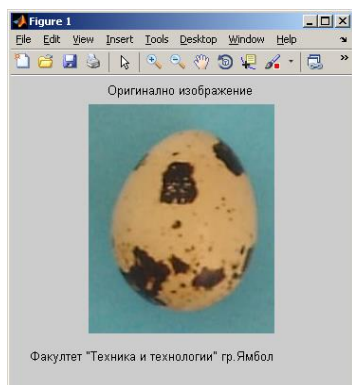 Figure 1
File Edit View Insert Tools Desktop Window Help
Оригинално изображение
Факултет "Техника и технологии" гр.Ямбол